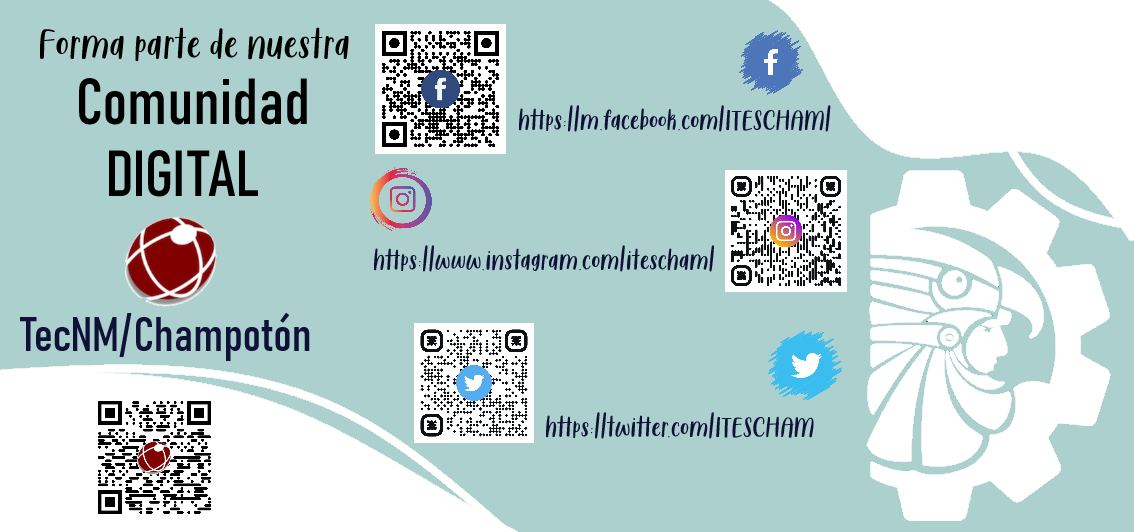 Forma parte de nuestra
Comunidad
DIGITAL
TecNM/Champotón
https://m.facebook.com/ITESCHAM/
https://www.instagram.com/itescham/
https://twitter.com/ITESCHAM